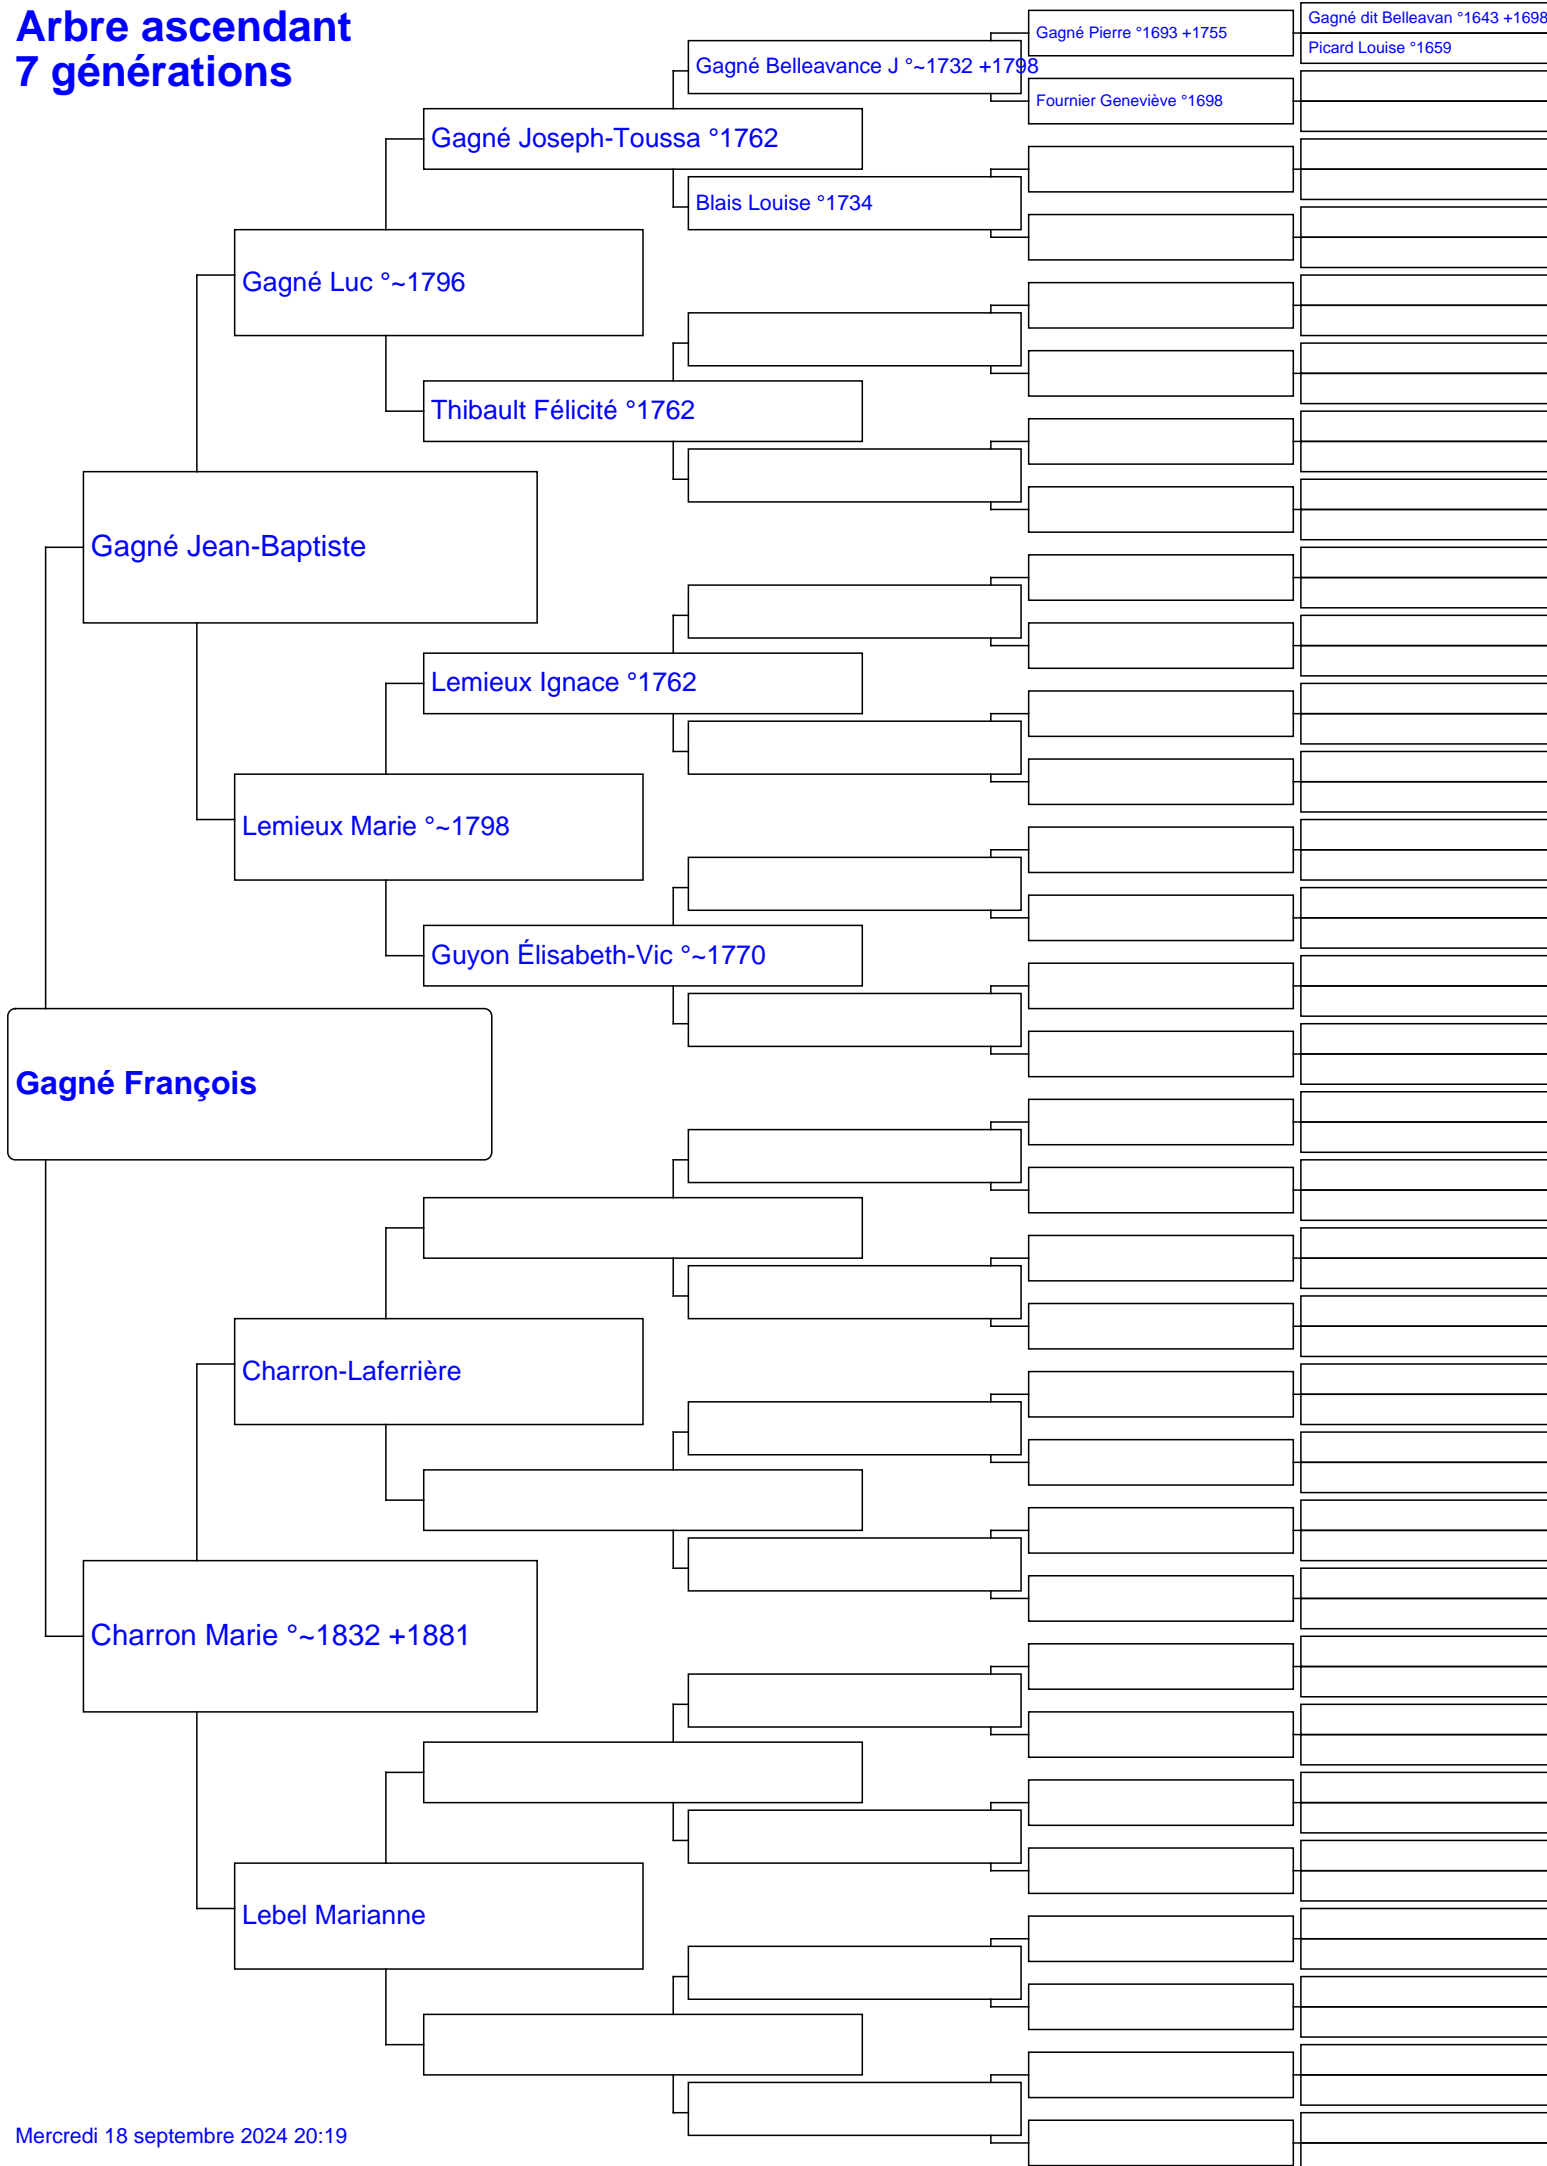 Arbre ascendant
7 générations
Gagné dit Belleavan °1643 +1698
Gagné Pierre °1693 +1755
Picard Louise °1659
Gagné Belleavance J °~1732 +1798
Fournier Geneviève °1698
Gagné Joseph-Toussa °1762
Blais Louise °1734
Gagné Luc °~1796
Thibault Félicité °1762
Gagné Jean-Baptiste
Lemieux Ignace °1762
Lemieux Marie °~1798
Guyon Élisabeth-Vic °~1770
Gagné François
Charron-Laferrière
Charron Marie °~1832 +1881
Lebel Marianne
Mercredi 18 septembre 2024 20:19